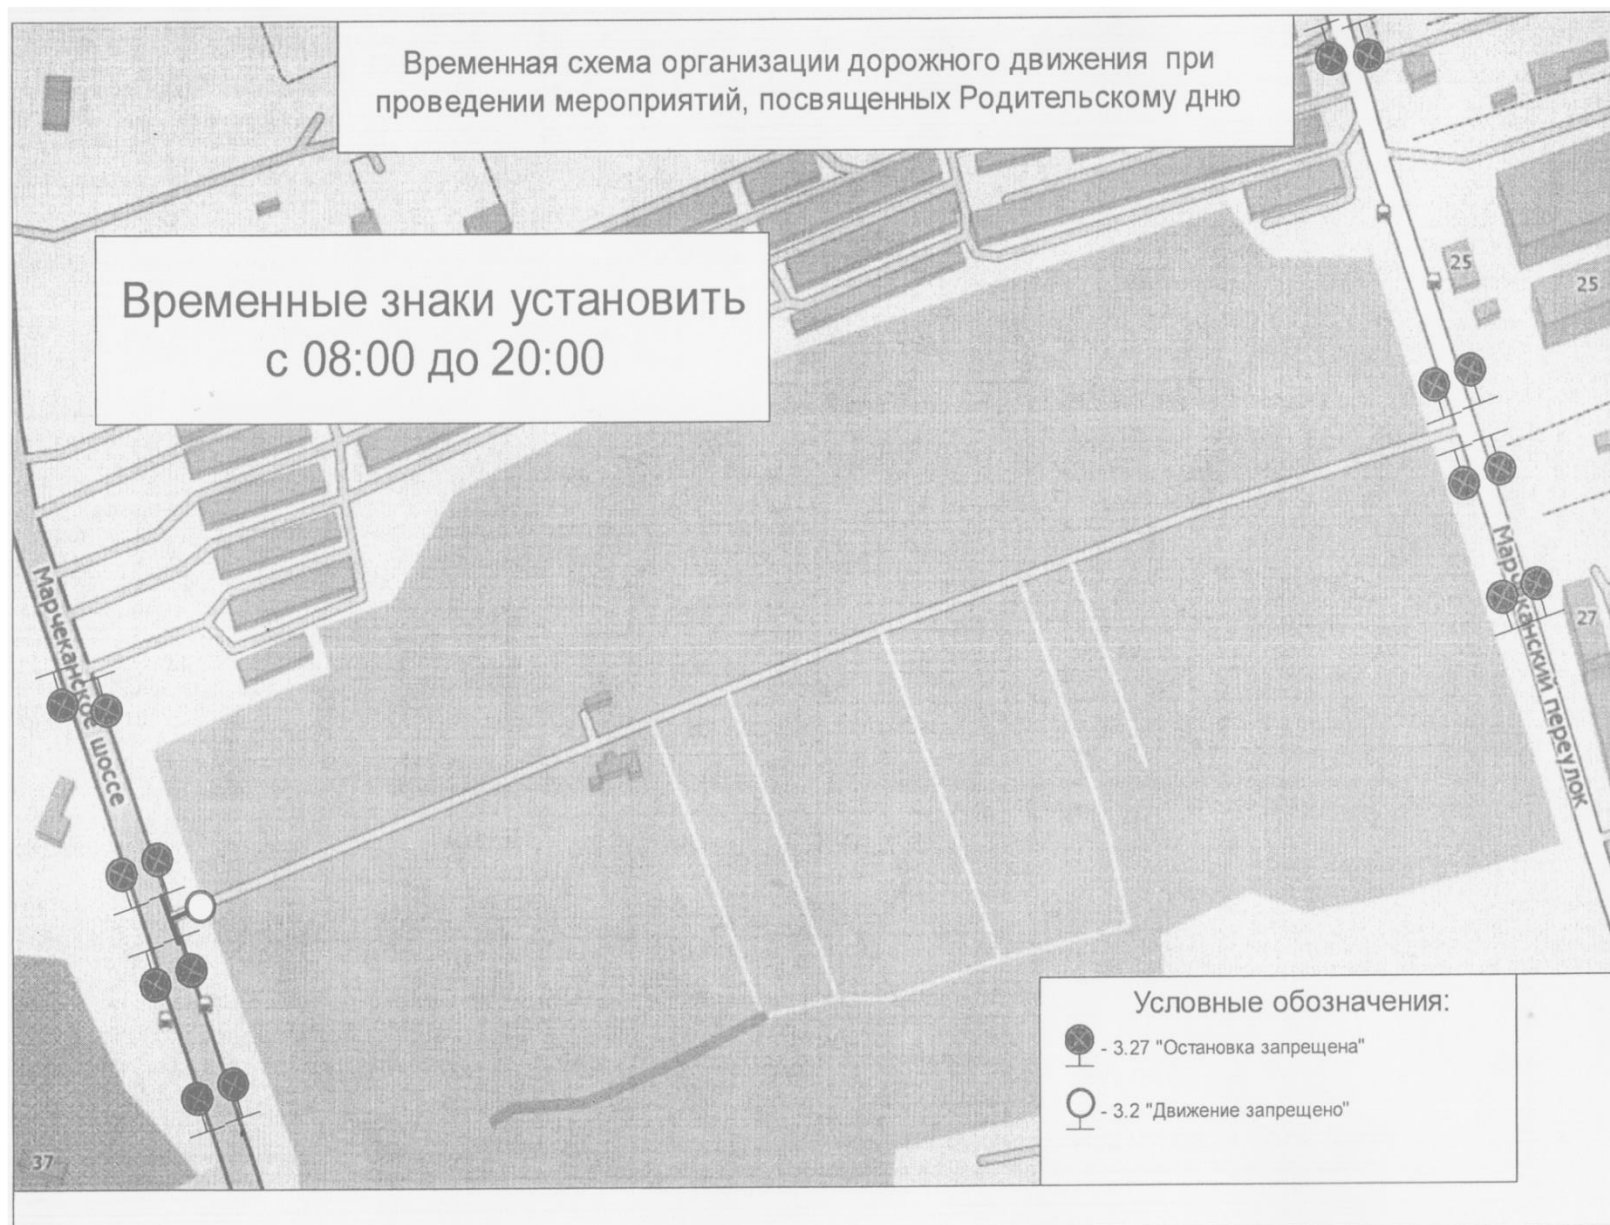 Временная схема организации дорожного движения при
проведении мероприятий, посвященных Родительскому дню
Временные знаки установить
с 08:00 до 20:00
25
25
Марчеканский переулок
27
Марчеканское шоссе
37
Условные обозначения:
- 3.27 "Остановка запрещена"
- 3.2 "Движение запрещено"